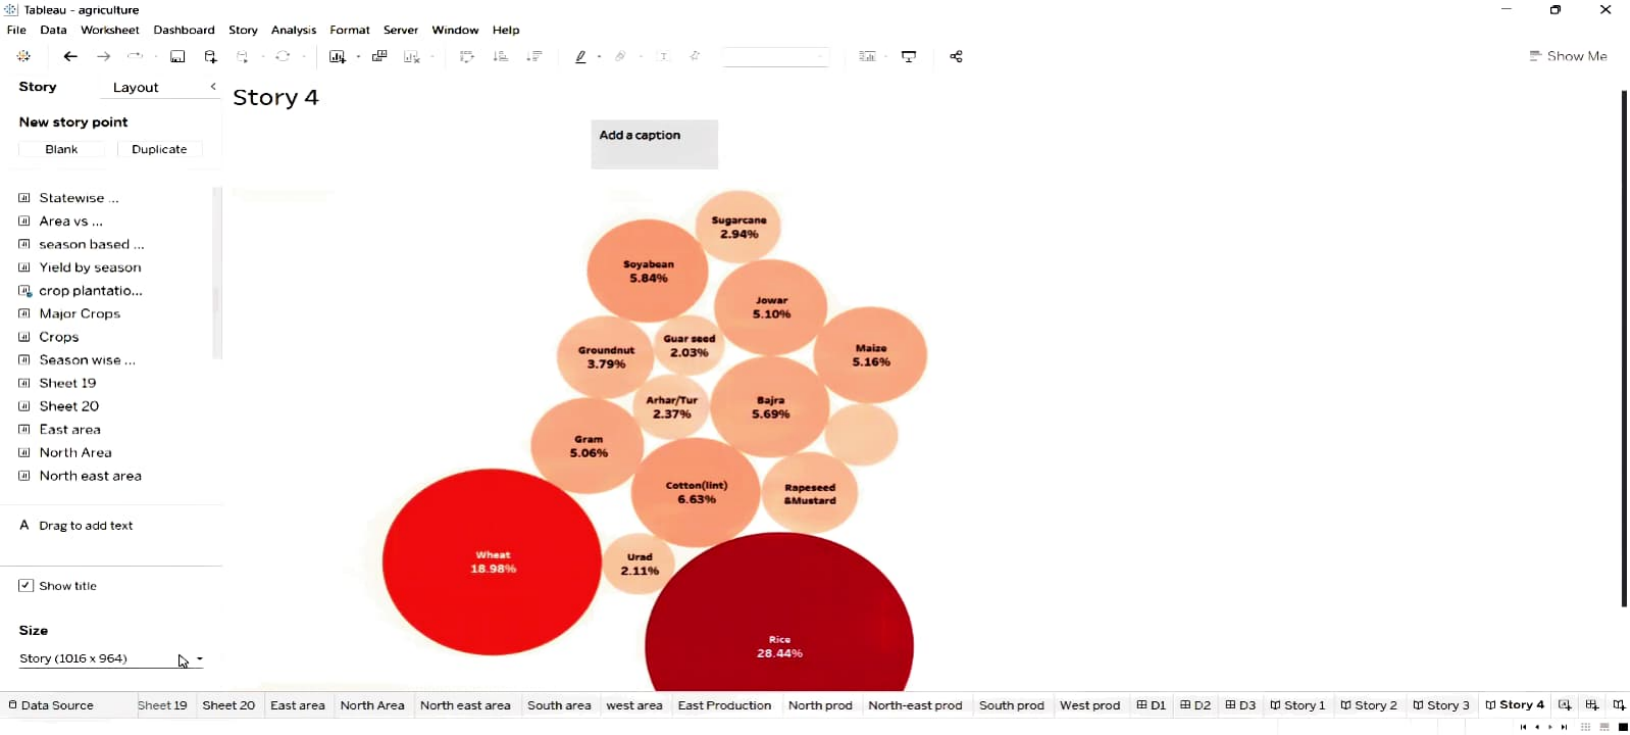 Tableau - agriculture
File Data Worksheet Dashboard Story Analysis Format Server Window Help
Show Me
Story Layout
Story 4
New story point
Blank Duplicate
Add a caption
Statewise ...
Area vs ...
season based ...
Yield by season
crop plantatio...
Major Crops
Crops
Season wise ...
Sheet 19
Sheet 20
East area
North Area
North east area
A Drag to add text
Show title
Size
Story (1016 x 964)
Sugarcane
2.94%
Soyabean
5.84%
Jowar
5.10%
Guar seed
2.03%
Groundnut
3.79%
Maize
5.16%
Arhar/Tur
2.37%
Bajra
5.69%
Gram
5.06%
Cotton(lint)
6.63%
Rapeseed
&Mustard
Wheat
18.98%
Urad
2.11%
Rice
28.44%
Data Source Sheet 19 Sheet 20 East area North Area North east area South area west area East Production North prod North-east prod South prod West prod D1 D2 D3 Story 1 Story 2 Story 3 Story 4